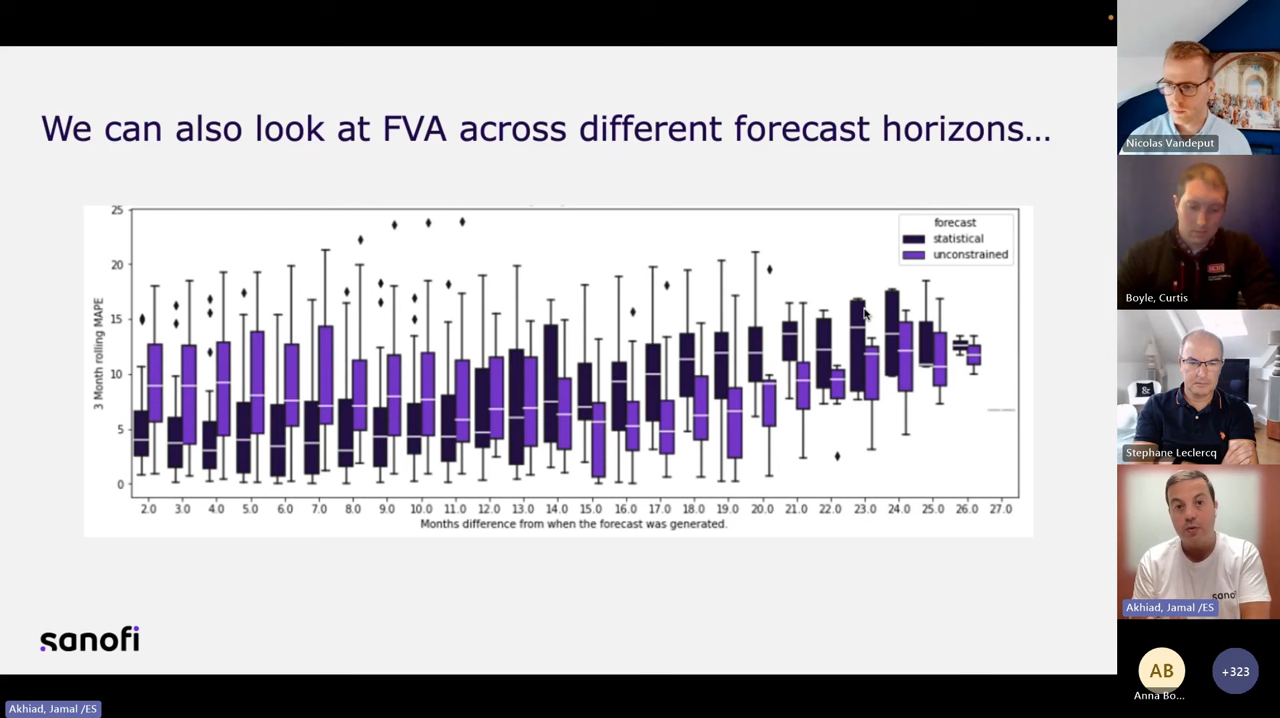 We can also look at FVA across different forecast horizons...
25
20
15
10
5
0
3 Month rolling MAPE
forecast
statistical
unconstrained
2.0 3.0 4.0 5.0 6.0 7.0 8.0 9.0 10.0 11.0 12.0 13.0 14.0 15.0 16.0 17.0 18.0 19.0 20.0 21.0 22.0 23.0 24.0 25.0 26.0 27.0
Months difference from when the forecast was generated.
sanofi
Akhiad, Jamal /ES
Nicolas Vandeput
Boyle, Curtis
&
Stephane Leclercq
sanof
Akhiad, Jamal /ES
AB
Anna Bo...
+323